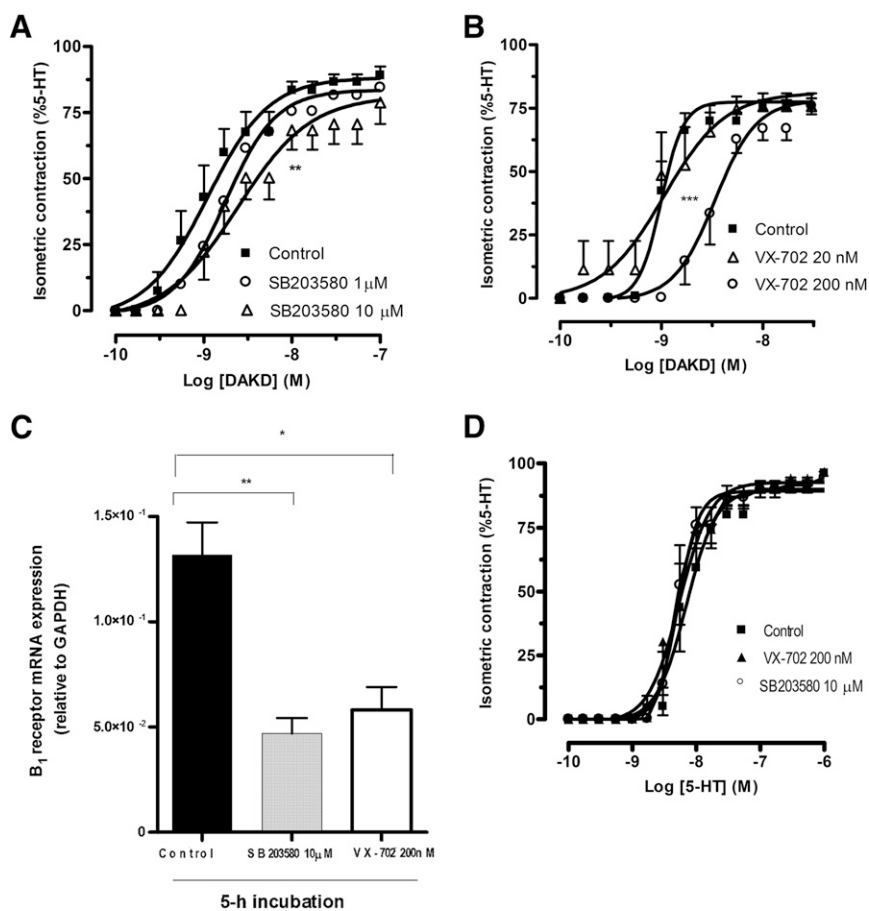 A
100
75
50
25
0
Isometric contraction (%5-HT)
**
Control
SB203580 1μM
SB203580 10 μM
-10
-9
-8
-7
Log [DAKD] (M)
B
100
75
50
25
0
Isometric contraction (%5-HT)
***
Control
VX-702 20 nM
VX-702 200 nM
-10
-9
-8
Log [DAKD] (M)
C
*
**
1.5×10⁻¹
1.0×10⁻¹
5.0×10⁻²
0
B₁ receptor mRNA expression
(relative to GAPDH)
Control
SB203580 10μM
VX-702 200nM
5-h incubation
D
100
75
50
25
0
Isometric contraction (%5-HT)
Control
VX-702 200 nM
SB203580 10 μM
-10
-9
-8
-7
-6
Log [5-HT] (M)